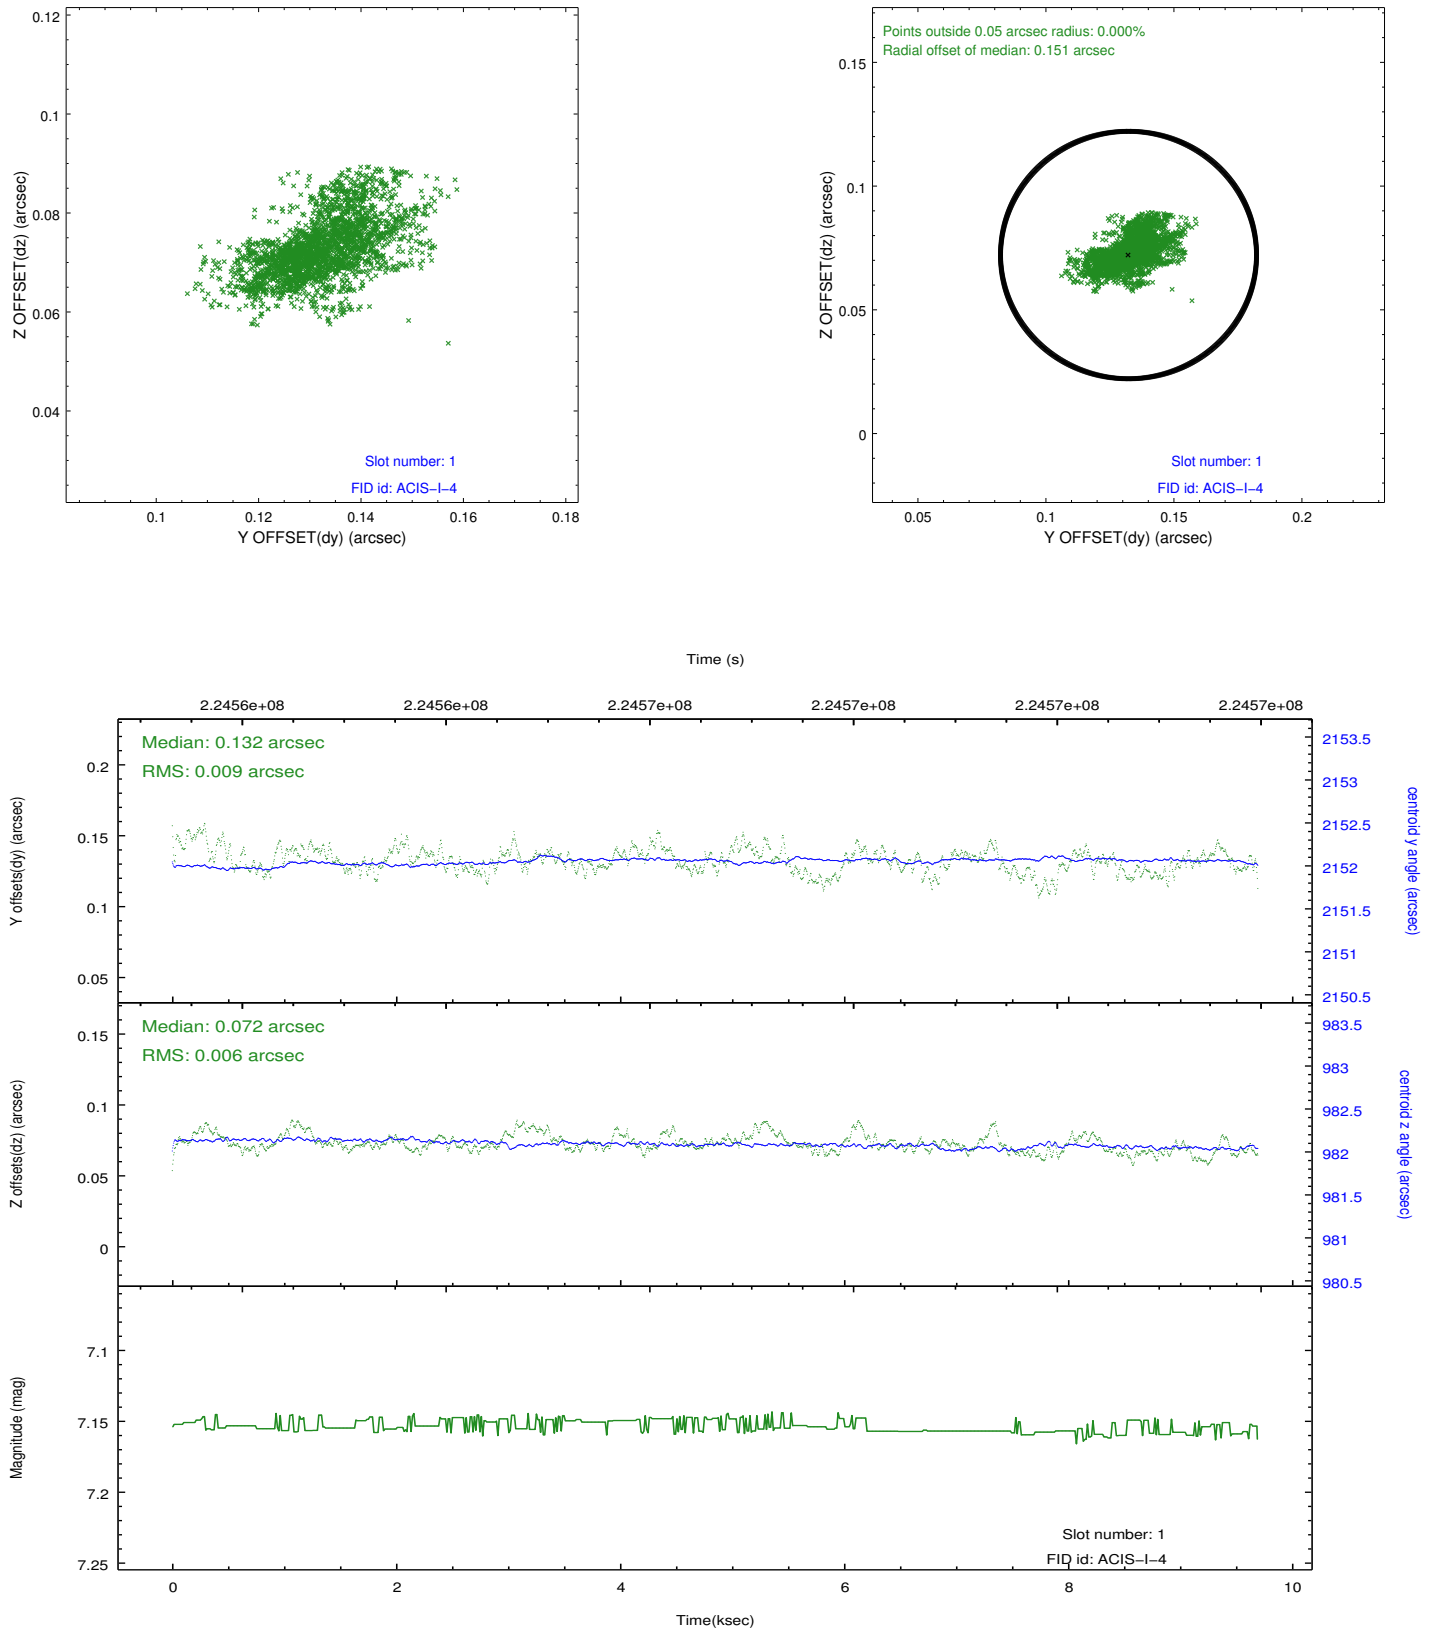 0.12
0.1
0.08
0.06
0.04
Z OFFSET(dz) (arcsec)
Slot number: 1
FID id: ACIS−I−4
0.1 0.12 0.14 0.16 0.18
Y OFFSET(dy) (arcsec)
Points outside 0.05 arcsec radius: 0.000%
Radial offset of median: 0.151 arcsec
0.15
0.1
0.05
0
Z OFFSET(dz) (arcsec)
Slot number: 1
FID id: ACIS−I−4
0.05 0.1 0.15 0.2
Y OFFSET(dy) (arcsec)
Time (s)
2.2456e+08 2.2456e+08 2.2457e+08 2.2457e+08 2.2457e+08 2.2457e+08
Median: 0.132 arcsec
RMS: 0.009 arcsec
0.2
0.15
0.1
0.05
Y offsets(dy) (arcsec)
2153.5
2153
2152.5
2152
2151.5
2151
2150.5
centroid y angle (arcsec)
Median: 0.072 arcsec
RMS: 0.006 arcsec
0.15
0.1
0.05
0
Z offsets(dz) (arcsec)
983.5
983
982.5
982
981.5
981
980.5
centroid z angle (arcsec)
7.1
7.15
7.2
7.25
Magnitude (mag)
Slot number: 1
FID id: ACIS−I−4
0 2 4 6 8 10
Time(ksec)